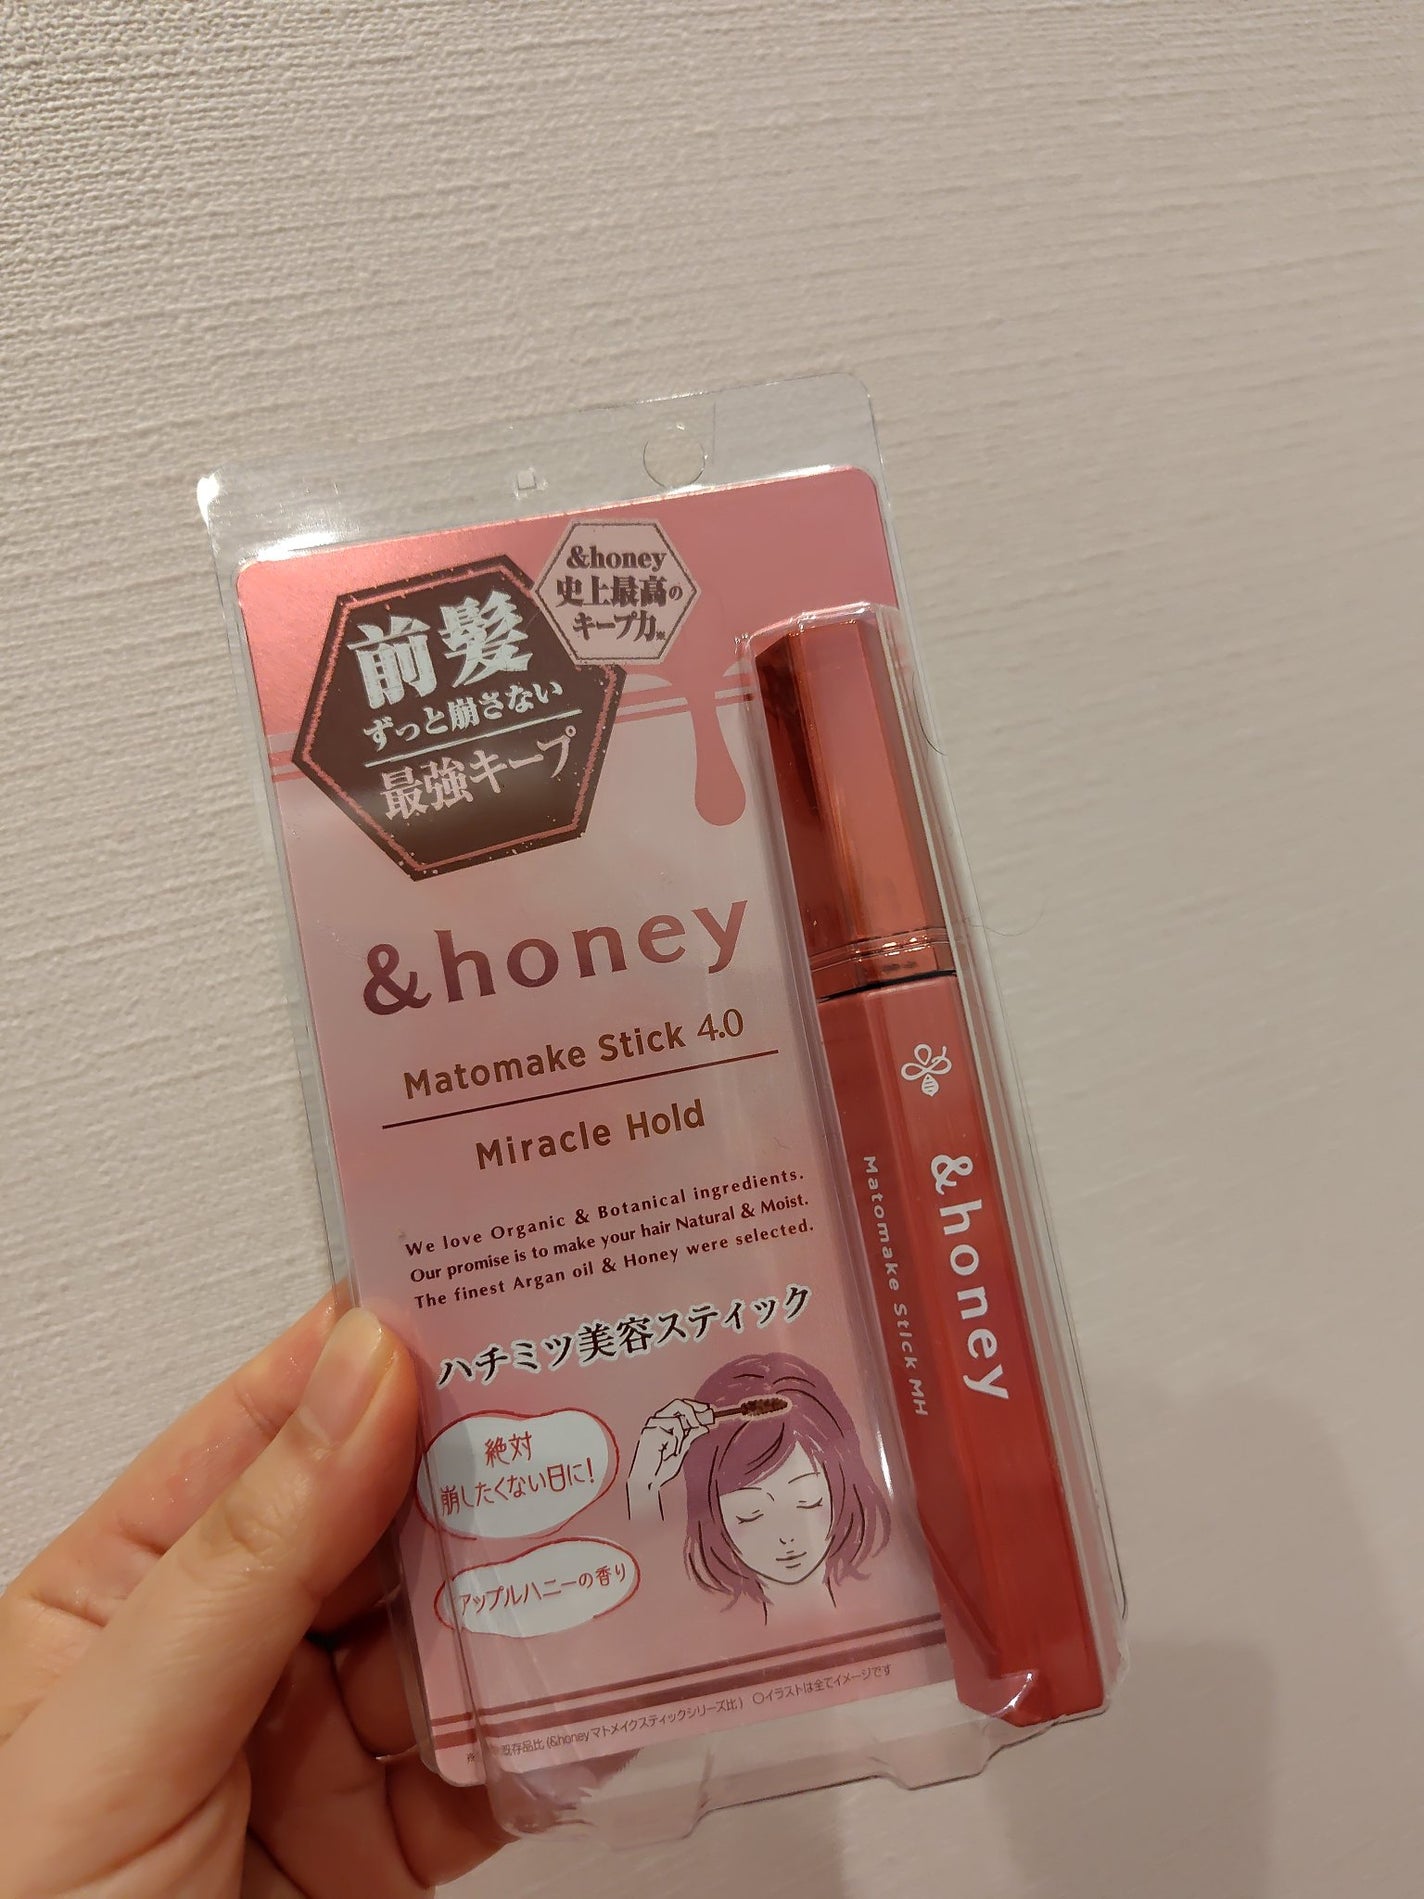 &honey
史上最高の
キープ力※
前髪
ずっと崩さない
最強キープ
&honey
Matomake Stick 4.0
Miracle Hold
We love Organic & Botanical ingredients.
Our promise is to make your hair Natural & Moist.
The finest Argan oil & Honey were selected.
ハチミツ美容スティック
絶対
崩したくない日に!
アップルハニーの香り
既存品比(&honeyマトメイクスティックシリーズ比) ○イラストは全てイメージです
&honey
Matomake Stick MH